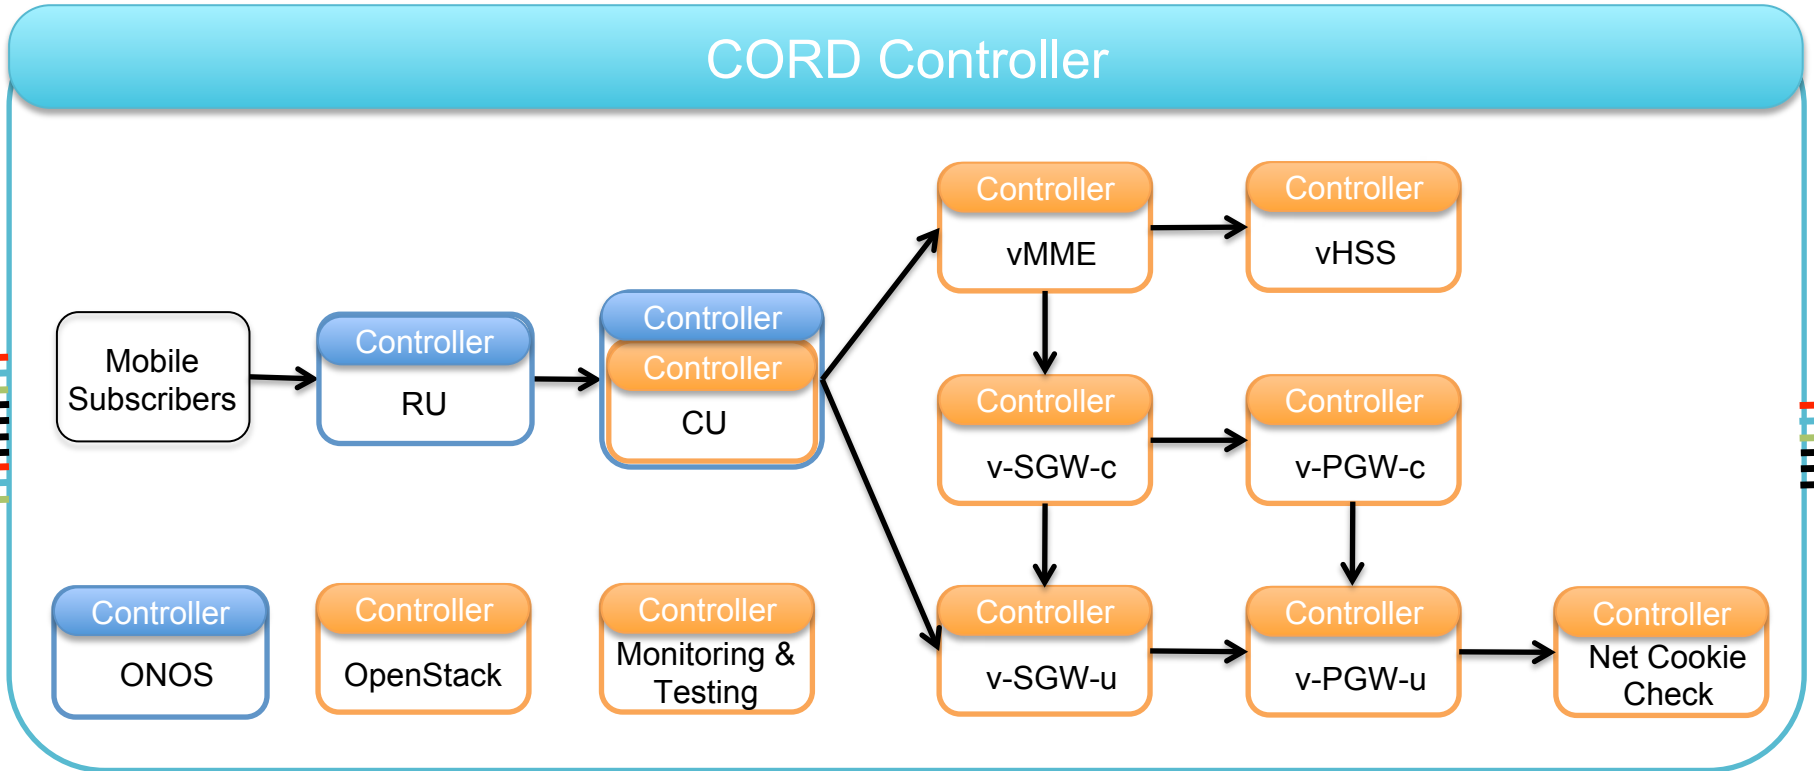 CORD Controller
Controller
vMME
Controller
vHSS
Mobile
Subscribers
Controller
RU
Controller
Controller
CU
Controller
v-SGW-c
Controller
v-PGW-c
Controller
ONOS
Controller
OpenStack
Controller
Monitoring &
Testing
Controller
v-SGW-u
Controller
v-PGW-u
Controller
Net Cookie
Check